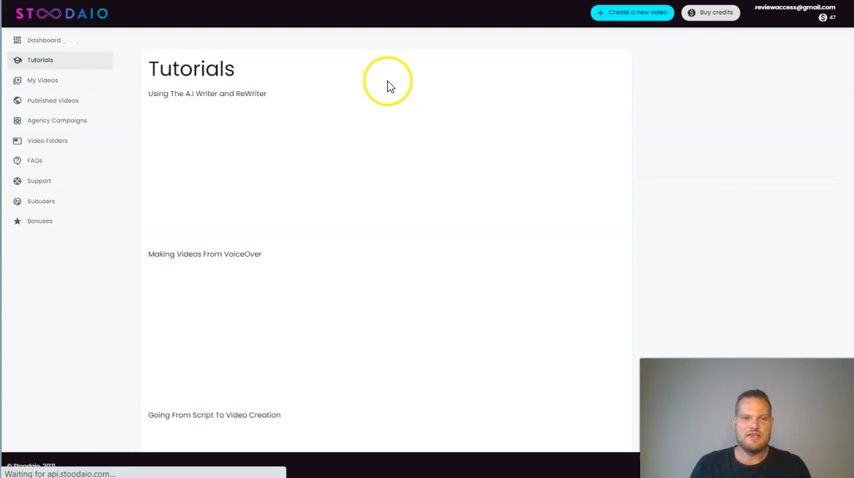 STOODAIO
Create a new video
Buy credits
reviewaccess@gmail.com
47
Dashboard
Tutorials
My Videos
Published Videos
Agency Campaigns
Video Folders
FAQs
Support
Subusers
Bonuses
Tutorials
Using The A.I Writer and ReWriter
Making Videos From VoiceOver
Going From Script To Video Creation
© Stoodaio, 2021
Waiting for api.stoodaio.com...